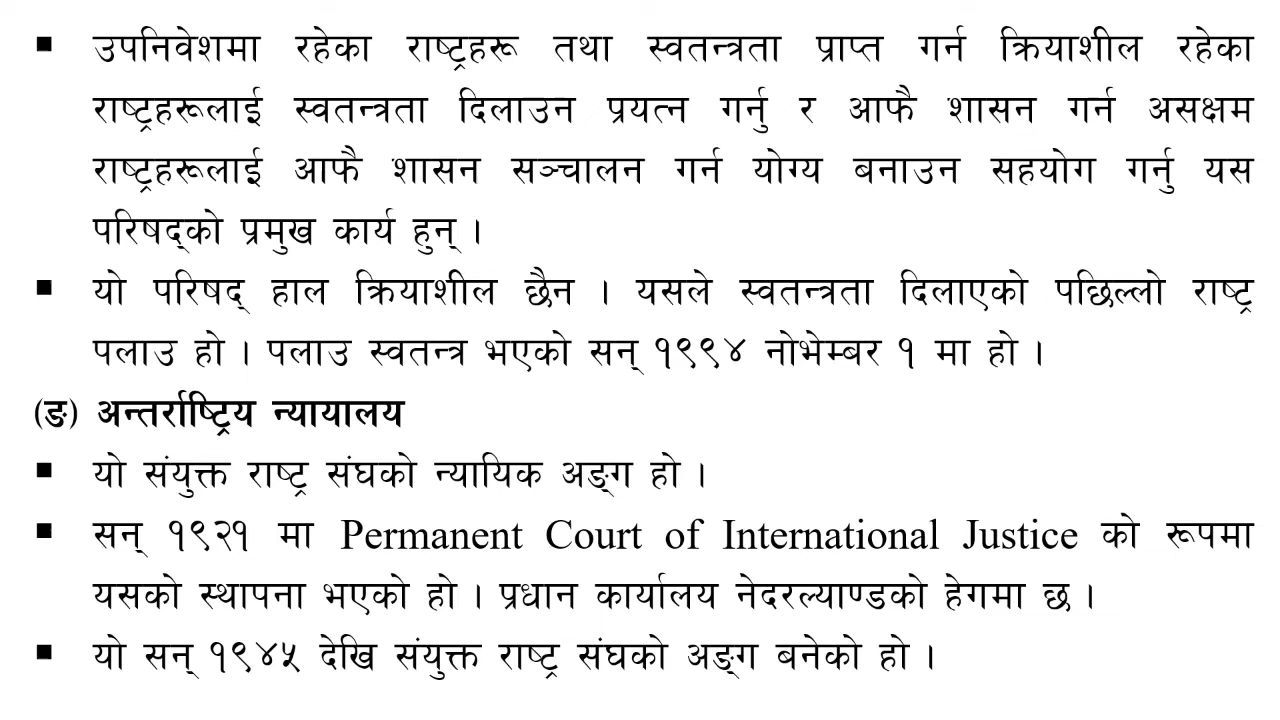 ▪ उपनिवेशमा रहेका राष्ट्रहरू तथा स्वतन्त्रता प्राप्त गर्न क्रियाशील रहेका
राष्ट्रहरूलाई स्वतन्त्रता दिलाउन प्रयत्न गर्नु र आफै शासन गर्न असक्षम
राष्ट्रहरूलाई आफै शासन सञ्चालन गर्न योग्य बनाउन सहयोग गर्नु यस
परिषद्को प्रमुख कार्य हुन् ।
▪ यो परिषद् हाल क्रियाशील छैन । यसले स्वतन्त्रता दिलाएको पछिल्लो राष्ट्र
पलाउ हो । पलाउ स्वतन्त्र भएको सन् १९९४ नोभेम्बर १ मा हो ।
(ङ) अन्तर्राष्ट्रिय न्यायालय
▪ यो संयुक्त राष्ट्र संघको न्यायिक अङ्ग हो ।
▪ सन् १९२१ मा Permanent Court of International Justice को रूपमा
यसको स्थापना भएको हो । प्रधान कार्यालय नेदरल्याण्डको हेगमा छ ।
▪ यो सन् १९४५ देखि संयुक्त राष्ट्र संघको अङ्ग बनेको हो ।